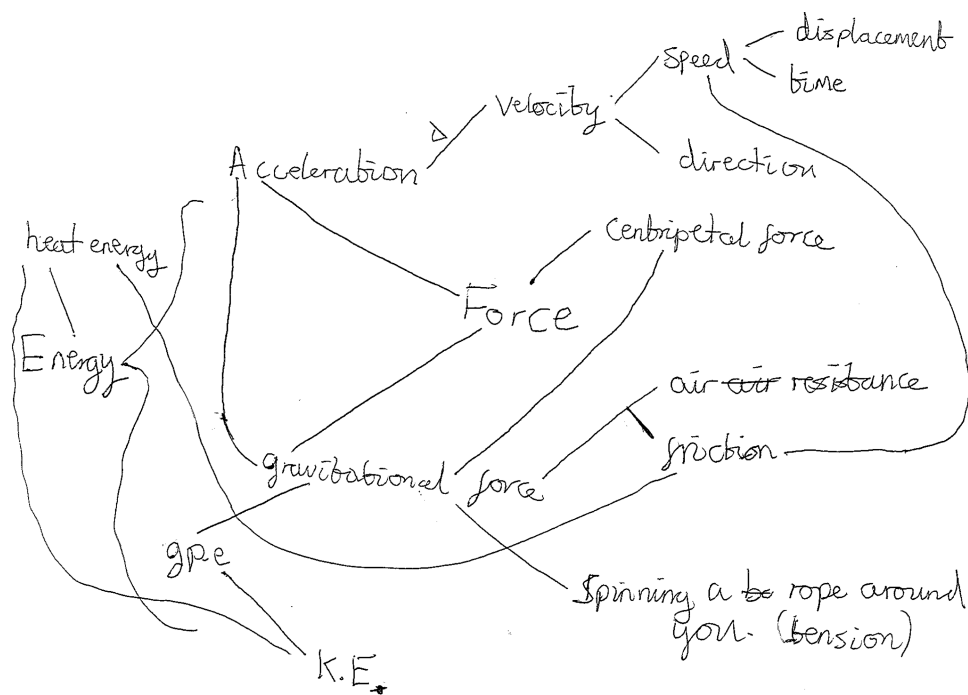 displacement
speed
time
velocity
Δ
Acceleration
direction
heat energy
centripetal force
Force
Energy
air air resistance
friction
gravitational force
gpe
Spinning a be rope around
you. (tension)
K.E.